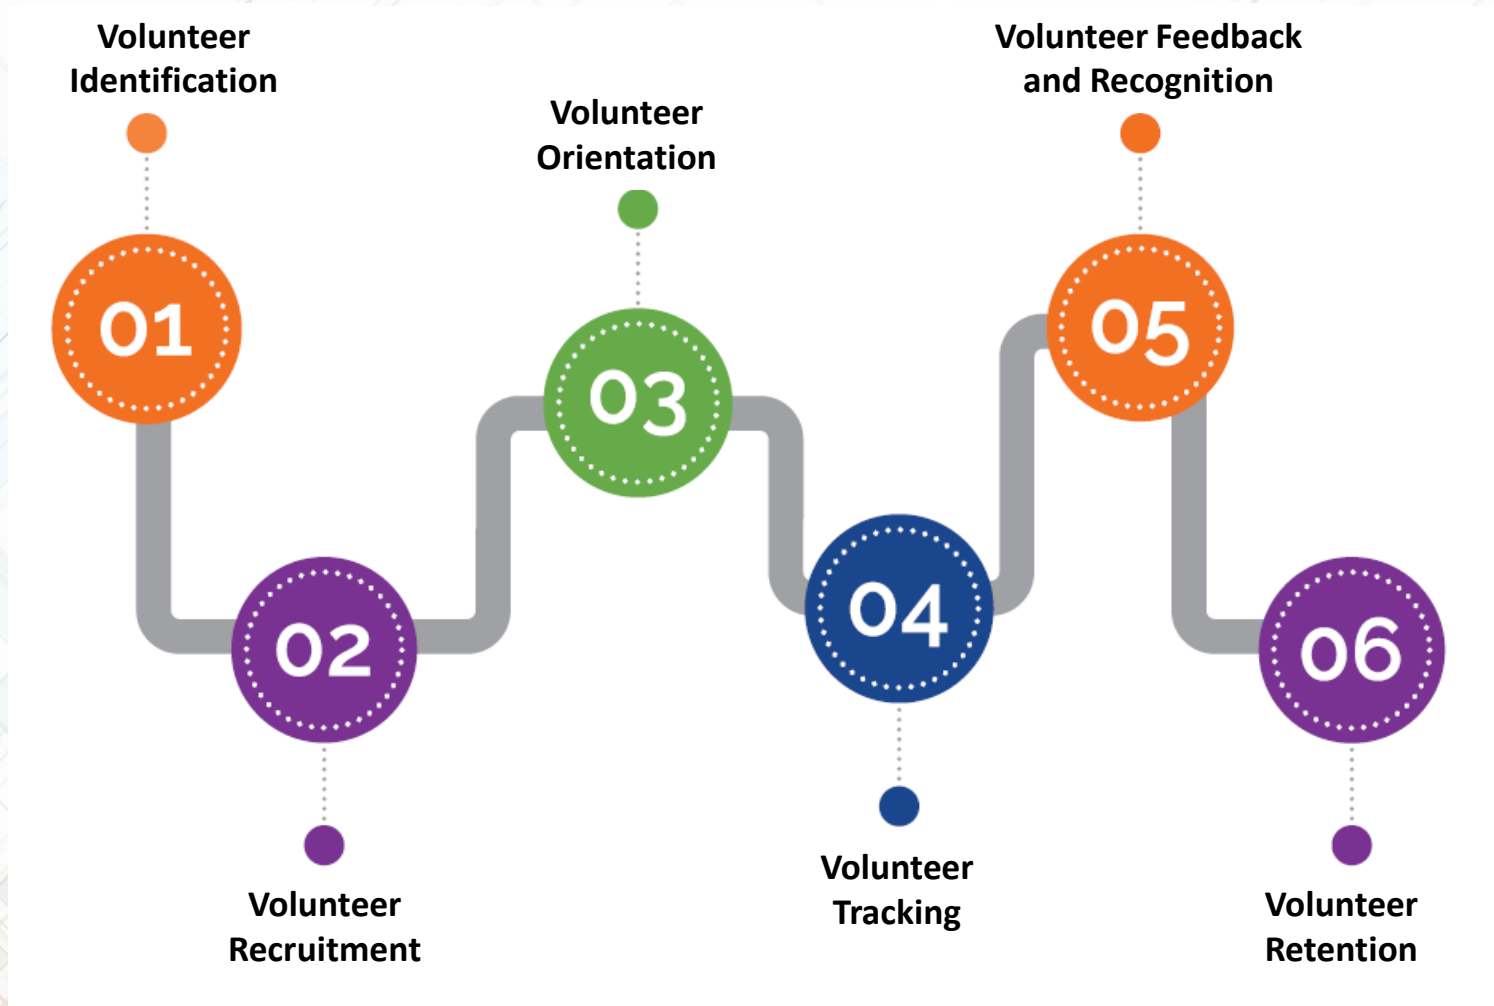 Volunteer
Identification
01
Volunteer
Recruitment
02
Volunteer
Orientation
03
Volunteer
Tracking
04
Volunteer Feedback
and Recognition
05
Volunteer
Retention
06